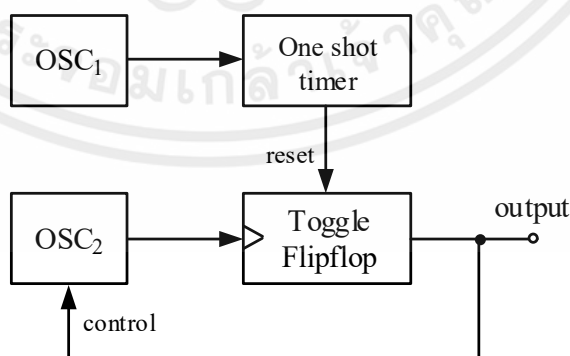 OSC₁
One shot
timer
reset
OSC₂
Toggle
Flipflop
output
control